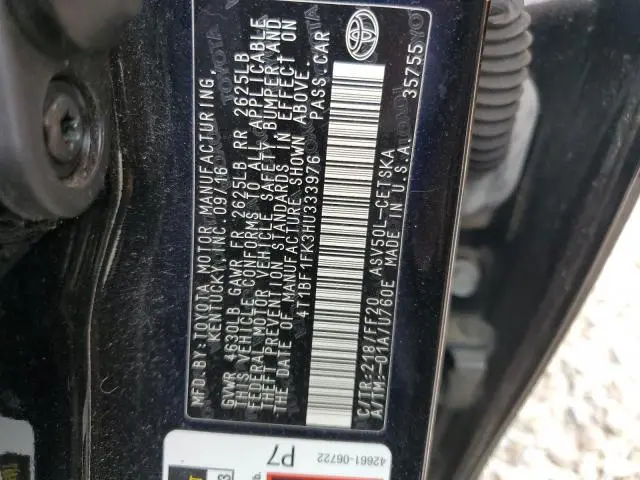 MFD. BY: TOYOTA MOTOR MANUFACTURING,
KENTUCKY, INC. 09/16
GVWR 4630LB GAWR FR 2625LB RR 2625LB
THIS VEHICLE CONFORMS TO ALL APPLICABLE
FEDERAL MOTOR VEHICLE SAFETY, BUMPER, AND
THEFT PREVENTION STANDARDS IN EFFECT ON
THE DATE OF MANUFACTURE SHOWN ABOVE.
4T1BF1FK3HU333976 PASS.CAR
C/TR:218/FF20 ASV50L-CETSKA
A/TM:-01A/U760E MADE IN U.S.A.
35755
TOYOTA
42661-06722
P7